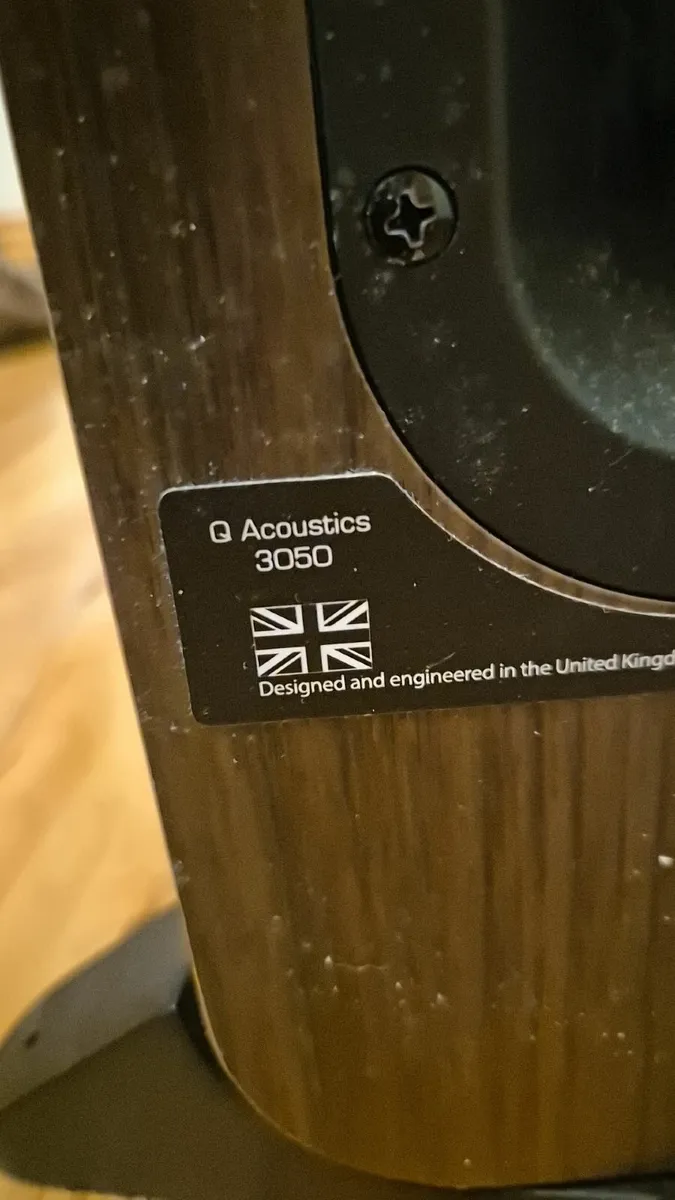 Q Acoustics
3050
Designed and engineered in the United Kingd